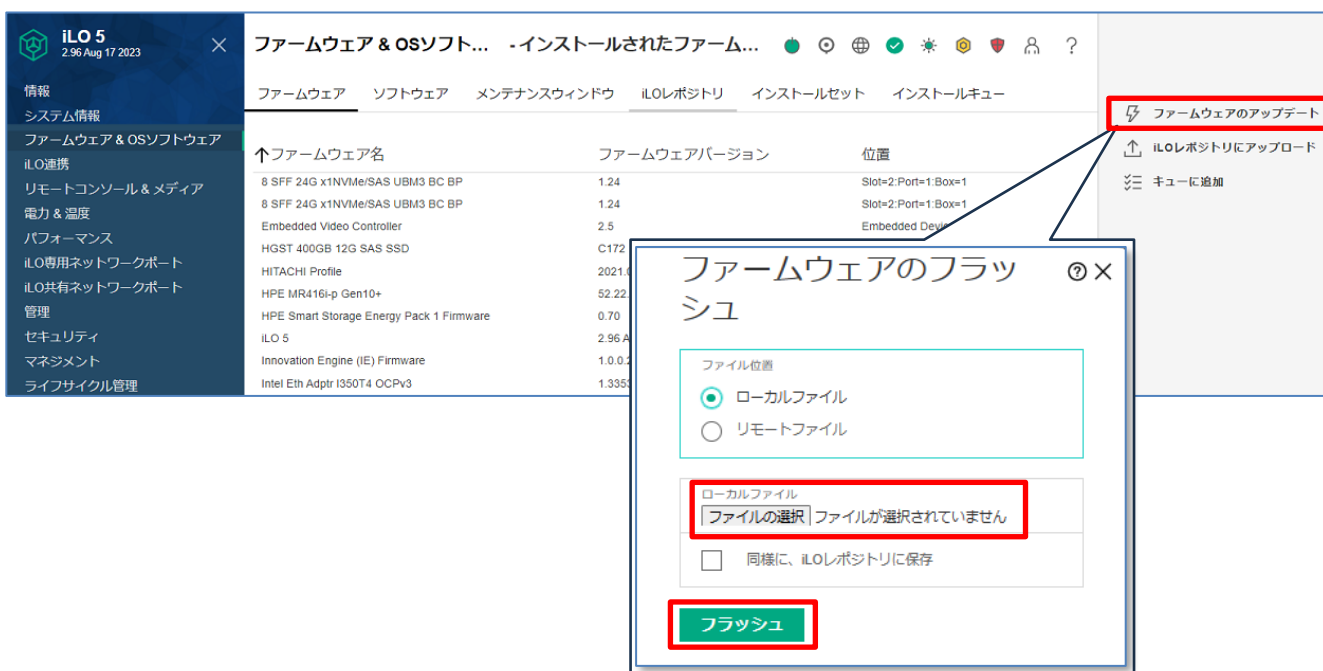 iLO 5
2.96 Aug 17 2023
ファームウェア & OSソフト... - インストールされたファーム...
情報
システム情報
ファームウェア & OSソフトウェア
iLO連携
リモートコンソール & メディア
電力 & 温度
パフォーマンス
iLO専用ネットワークポート
iLO共有ネットワークポート
管理
セキュリティ
マネジメント
ライフサイクル管理
ファームウェア ソフトウェア メンテナンスウィンドウ iLOレポジトリ インストールセット インストールキュー
ファームウェア名 ファームウェアバージョン 位置
8 SFF 24G x1NVMe/SAS UBM3 BC BP 1.24 Slot=2:Port=1:Box=1
8 SFF 24G x1NVMe/SAS UBM3 BC BP 1.24 Slot=2:Port=1:Box=1
Embedded Video Controller 2.5 Embedded
HGST 400GB 12G SAS SSD C172
HITACHI Profile 2021.
HPE MR416i-p Gen10+ 52.22.
HPE Smart Storage Energy Pack 1 Firmware 0.70
iLO 5 2.96
Innovation Engine (IE) Firmware 1.0.0.
Intel Eth Adptr I350T4 OCPv3 1.335
ファームウェアのアップデート
iLOレポジトリにアップロード
キューに追加
ファームウェアのフラッ
シュ
ファイル位置
ローカルファイル
リモートファイル
ローカルファイル
ファイルの選択 ファイルが選択されていません
同様に、iLOレポジトリに保存
フラッシュ